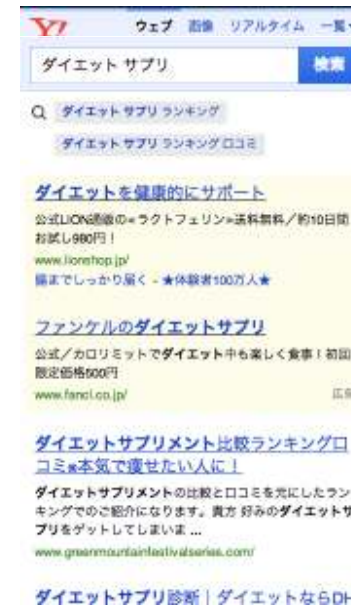 Y!
ウェブ 画像 リアルタイム 一覧
ダイエット サプリ 検索
ダイエット サプリ ランキング
ダイエット サプリ ランキング 口コミ
ダイエットを健康的にサポート
公式LION通販の«ラクトフェリン»送料無料/約10日間
お試し980円!
www.lionshop.jp/
腸までしっかり届く - ★体験者100万人★
ファンケルのダイエットサプリ
公式/カロリミットでダイエット中も楽しく食事!初回
限定価格500円
www.fancl.co.jp/ 広告
ダイエットサプリメント比較ランキング口
コミ※本気で痩せたい人に!
ダイエットサプリメントの比較と口コミを元にしたラン
キングでのご紹介になります。貴方 好みのダイエットサ
プリをゲットしてしまいま ...
www.greenmountainfestivalseries.com/
ダイエットサプリ診断|ダイエットならDH